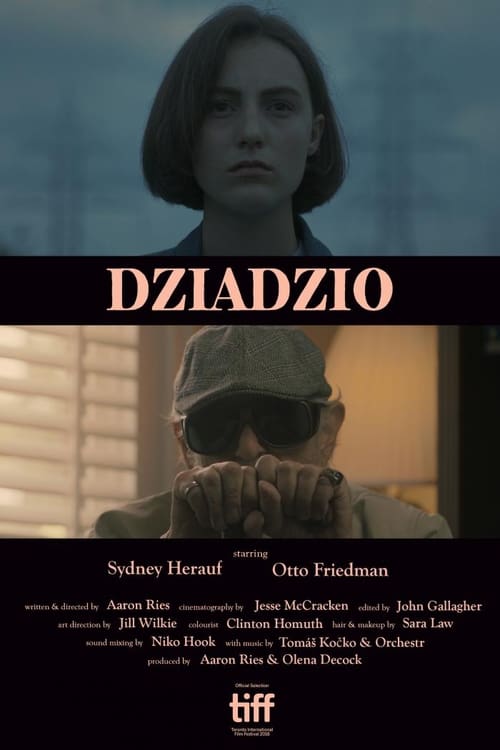 DZIADZIO
starring
Sydney Herauf Otto Friedman
written & directed by Aaron Ries cinematography by Jesse McCracken edited by John Gallagher
art direction by Jill Wilkie colourist Clinton Homuth hair & makeup by Sara Law
sound mixing by Niko Hook with music by Tomáš Kočko & Orchestr
produced by Aaron Ries & Olena Decock
Official Selection
tiff
Toronto International
Film Festival 2018